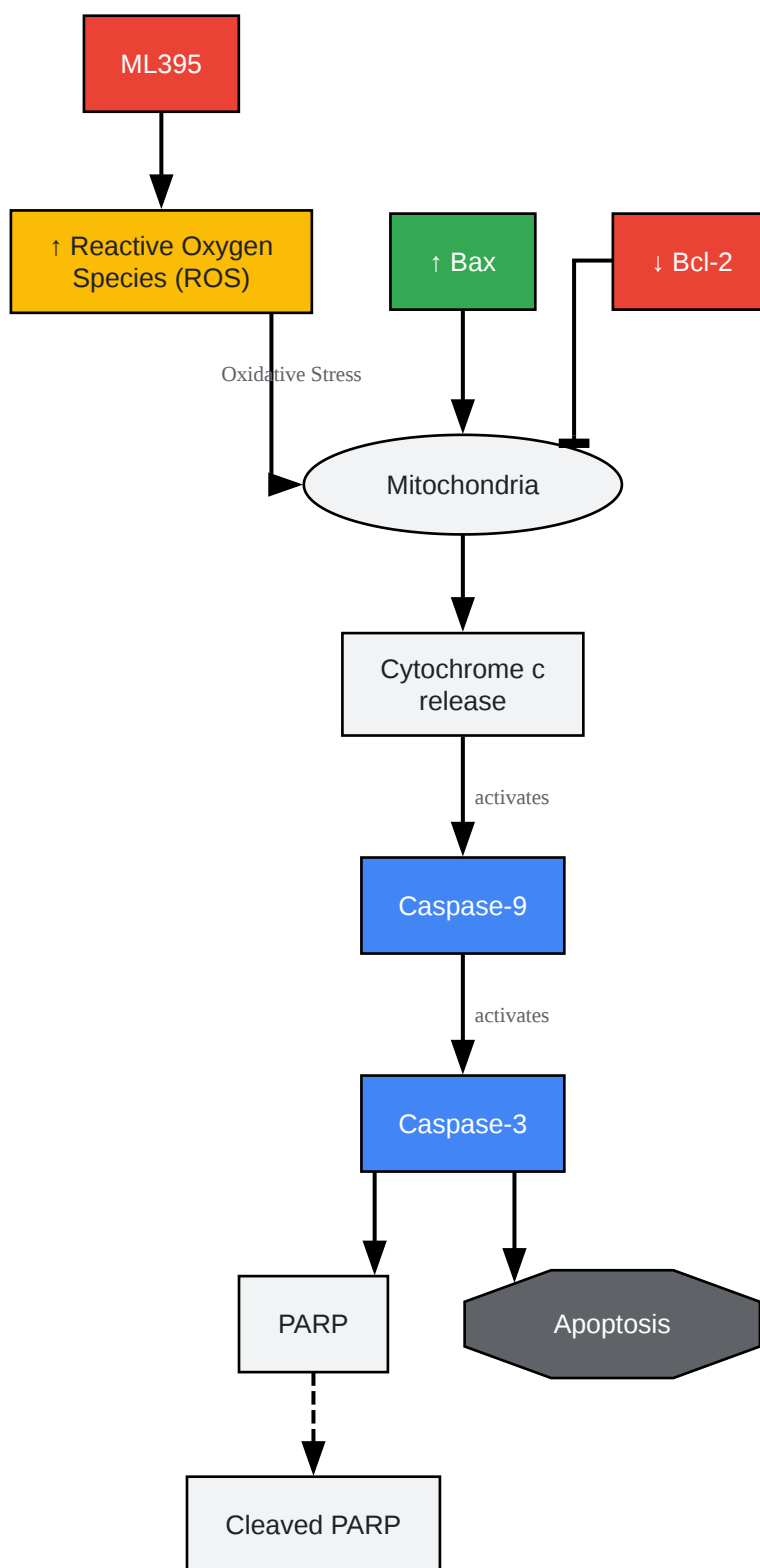 ML395
↑ Reactive Oxygen
Species (ROS)
↑ Bax
↓ Bcl-2
Oxidative Stress
Mitochondria
Cytochrome c
release
activates
Caspase-9
activates
Caspase-3
PARP
Apoptosis
Cleaved PARP